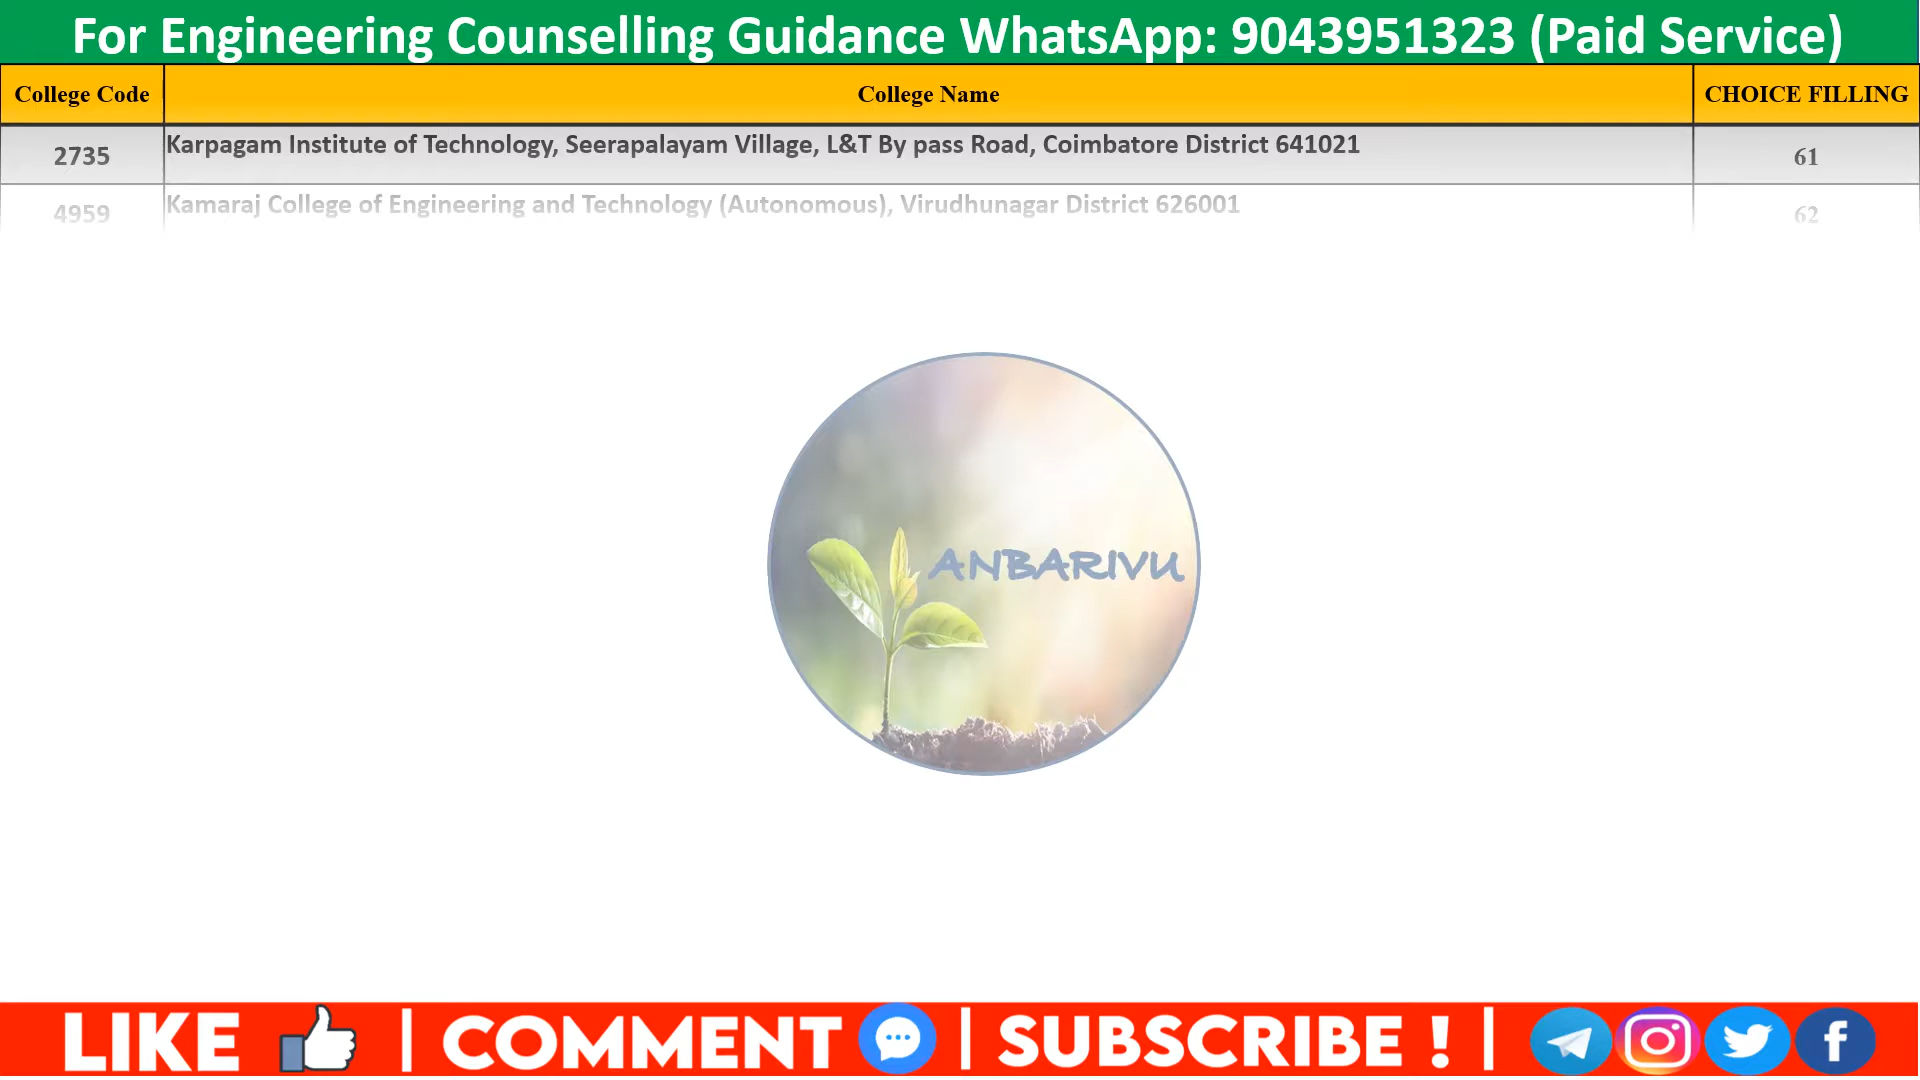 For Engineering Counselling Guidance WhatsApp: 9043951323 (Paid Service)
College Code College Name CHOICE FILLING
2735 Karpagam Institute of Technology, Seerapalayam Village, L&T By pass Road, Coimbatore District 641021 61
4959 Kamaraj College of Engineering and Technology (Autonomous), Virudhunagar District 626001 62
ANBARIVU
LIKE | COMMENT | SUBSCRIBE ! |